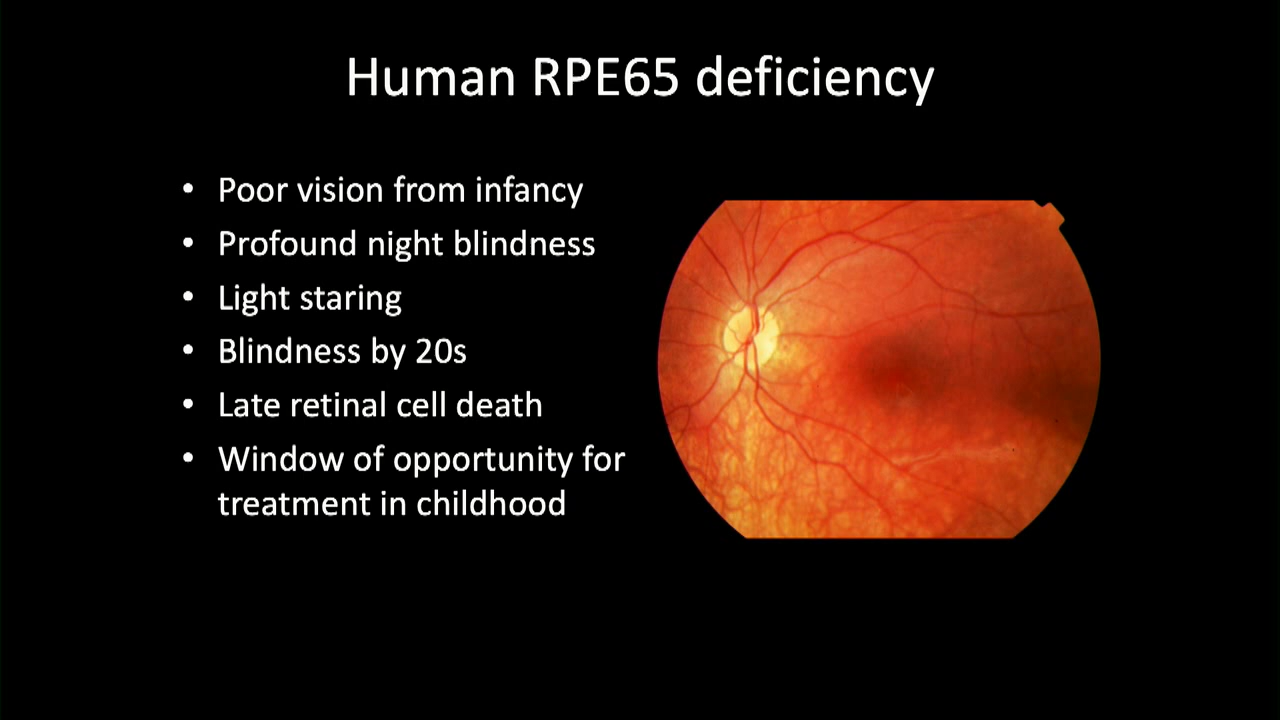 Human RPE65 deficiency
• Poor vision from infancy
• Profound night blindness
• Light staring
• Blindness by 20s
• Late retinal cell death
• Window of opportunity for
treatment in childhood